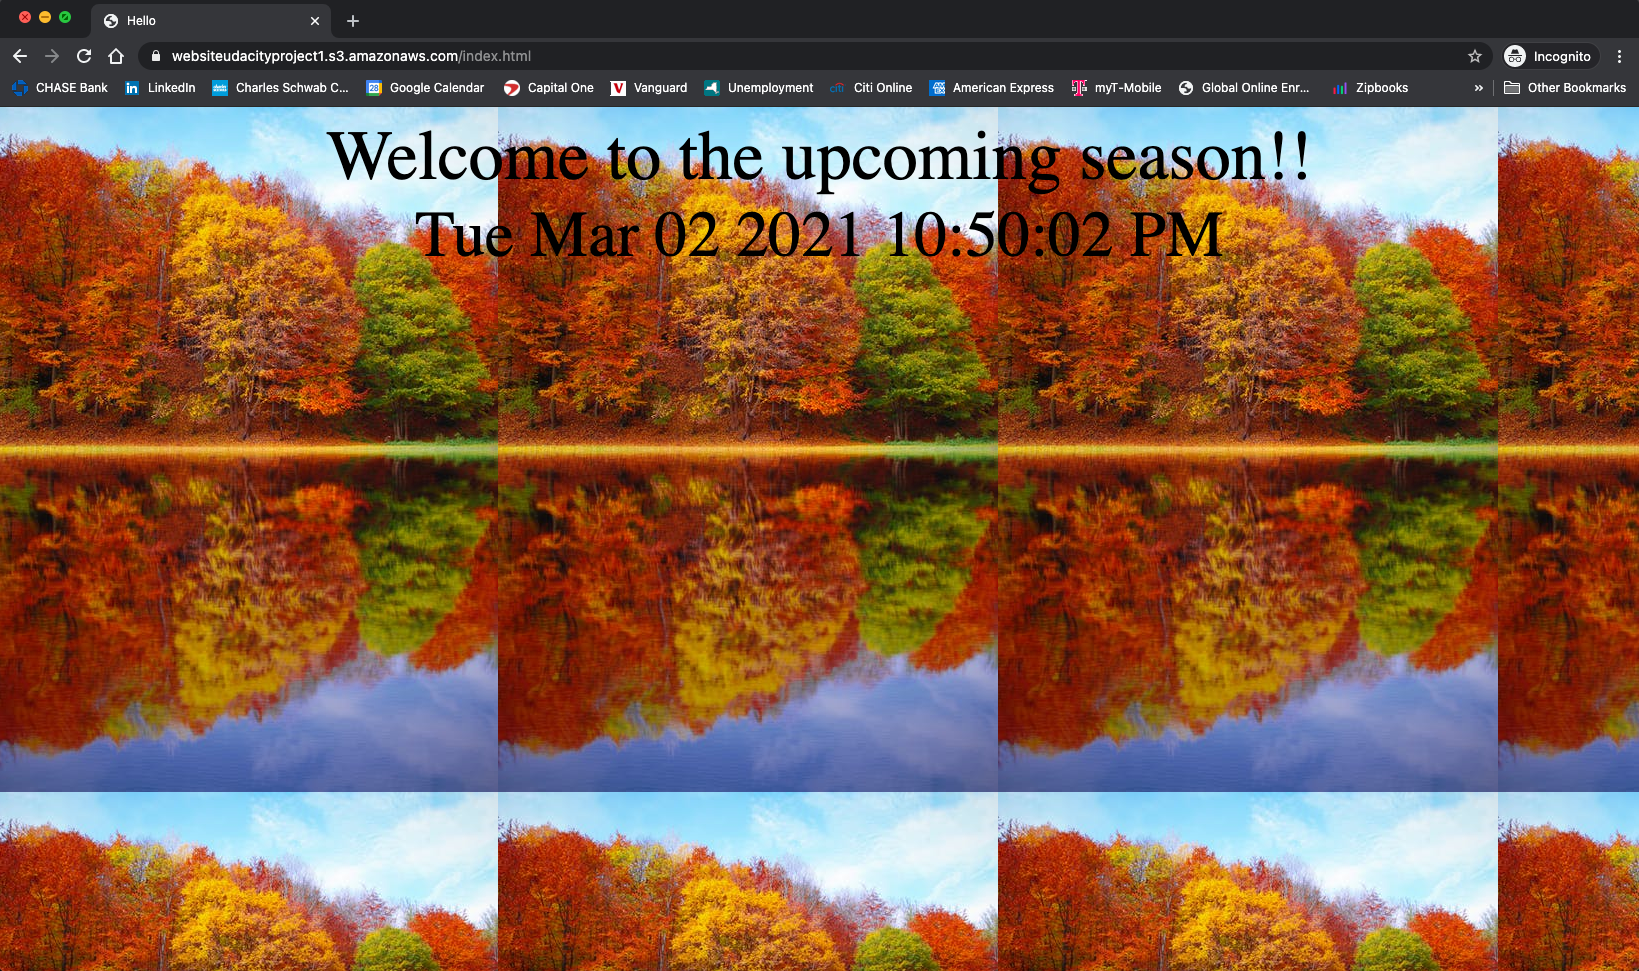 Hello
websiteudacityproject1.s3.amazonaws.com/index.html
Incognito
CHASE Bank LinkedIn Charles Schwab C... 28 Google Calendar Capital One V Vanguard Unemployment citi Citi Online American Express myT-Mobile Global Online Enr... Zipbooks » Other Bookmarks
Welcome to the upcoming season!!
Tue Mar 02 2021 10:50:02 PM